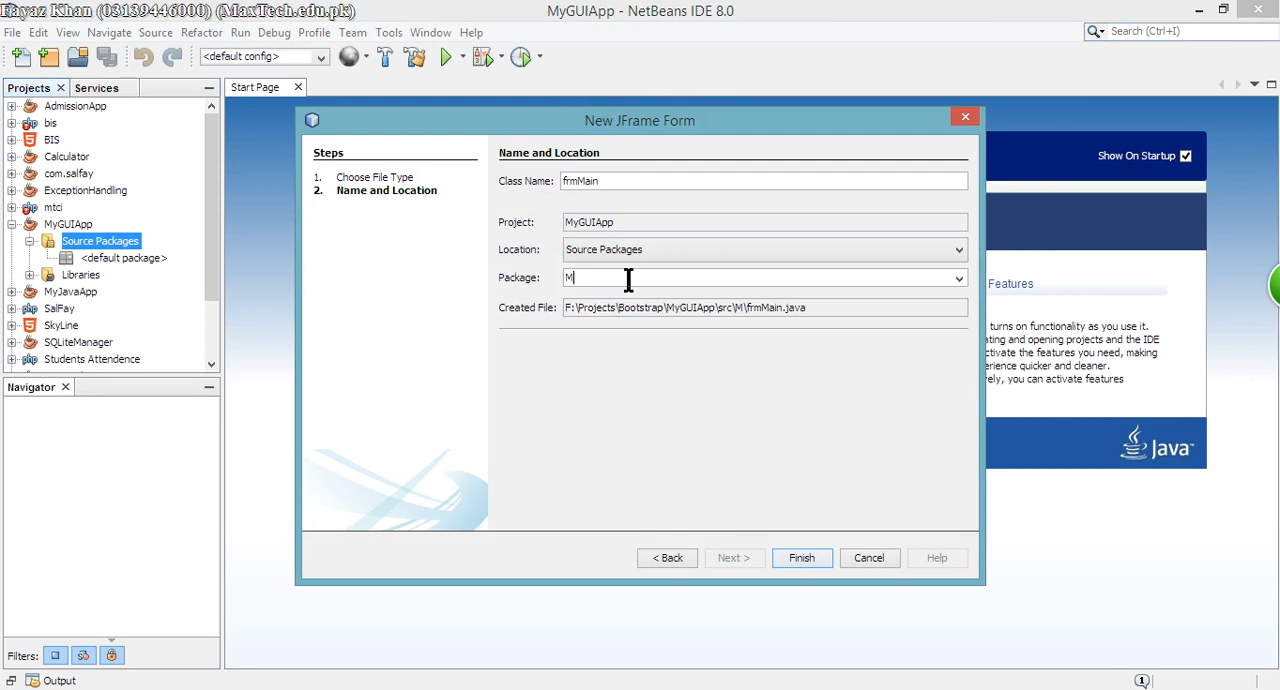 Fayaz Khan (03139446000) (MaxTech.edu.pk)
MyGUIApp - NetBeans IDE 8.0
File Edit View Navigate Source Refactor Run Debug Profile Team Tools Window Help
Search (Ctrl+I)
<default config>
Projects Services
Start Page
AdmissionApp
bis
BIS
Calculator
com.salfay
ExceptionHandling
mtci
MyGUIApp
Source Packages
<default package>
Libraries
MyJavaApp
SalFay
SkyLine
SQLiteManager
Students Attendence
Navigator
Filters:
Output
New JFrame Form
Steps
1. Choose File Type
2. Name and Location
Name and Location
Class Name: frmMain
Project: MyGUIApp
Location: Source Packages
Package: M
Created File: F:\Projects\Bootstrap\MyGUIApp\src\M\frmMain.java
< Back Next > Finish Cancel Help
Show On Startup
Features
turns on functionality as you use it.
ating and opening projects and the IDE
ctivate the features you need, making
erience quicker and cleaner.
vely, you can activate features
Java
1